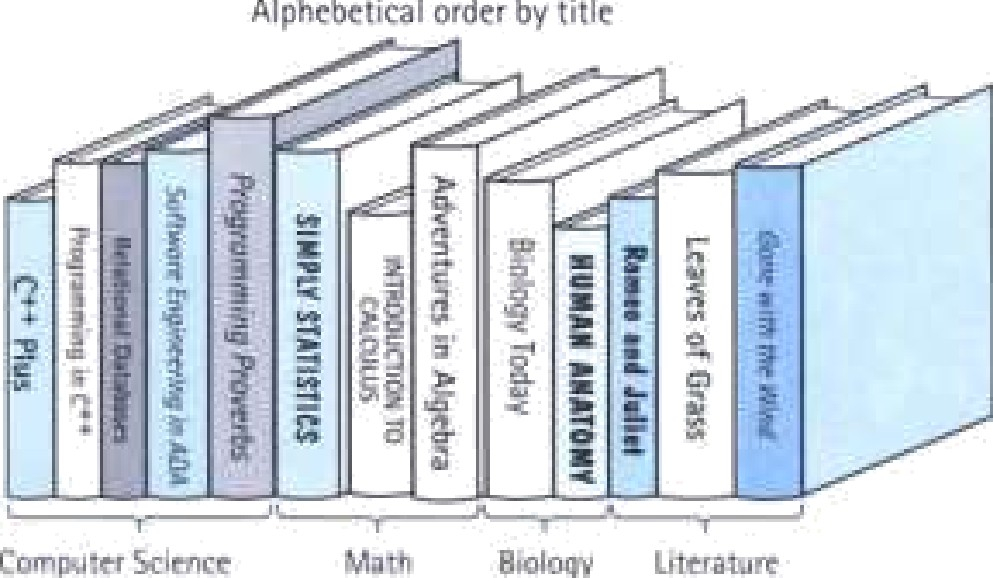 Alphebetical order by title
C++ Plus
Programming in C++
Relational Databases
Software Engineering in ADA
Programming Proverbs
SIMPLY STATISTICS
INTRODUCTION TO
CALCULUS
Adventures in Algebra
Biology Today
HUMAN ANATOMY
Romeo and Juliet
Leaves of Grass
Gone with the Wind
Computer Science
Math
Biology
Literature